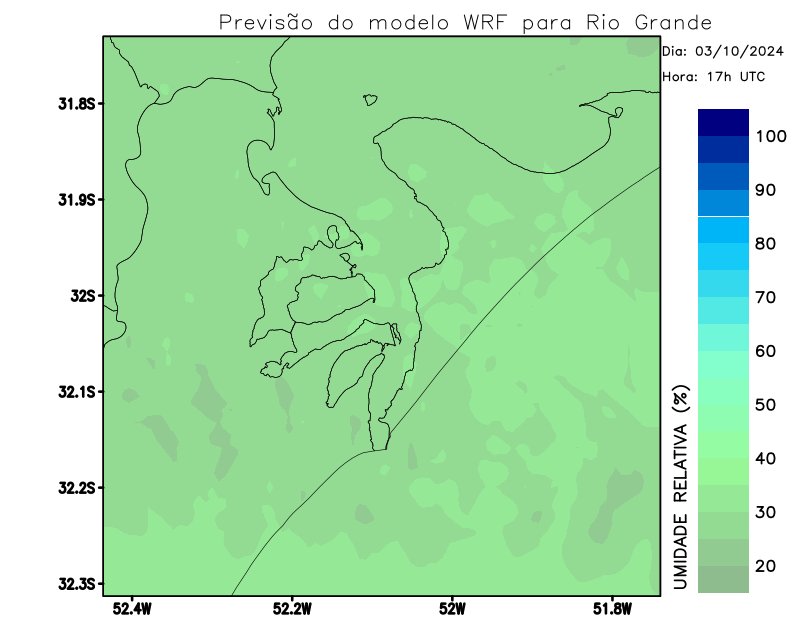 Previsão do modelo WRF para Rio Grande
Dia: 03/10/2024
Hora: 17h UTC
31.8S
31.9S
32S
32.1S
32.2S
32.3S
52.4W
52.2W
52W
51.8W
UMIDADE RELATIVA (%)
100
90
80
70
60
50
40
30
20